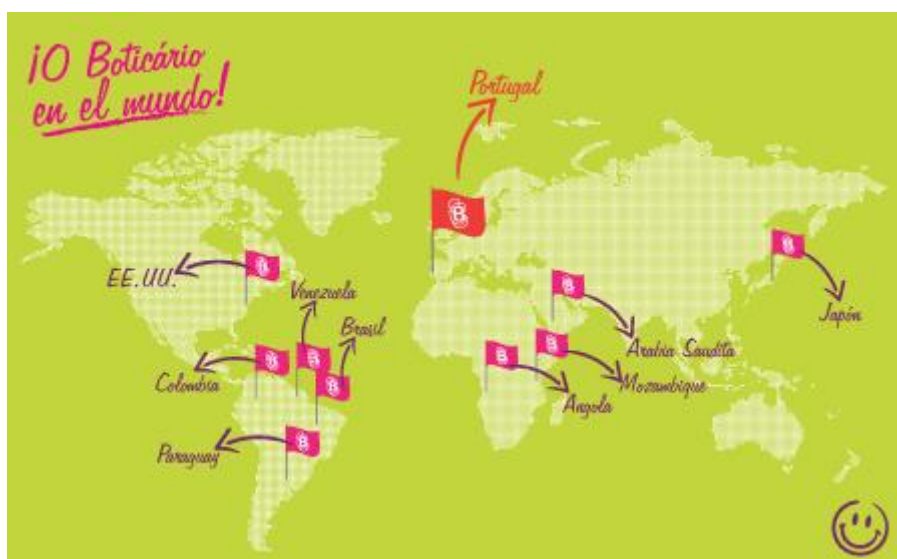 ¡O Boticário
en el mundo!
Portugal
EE.UU.
Venezuela
Brasil
Japón
Colombia
Arabia Saudita
Mozambique
Angola
Paraguay